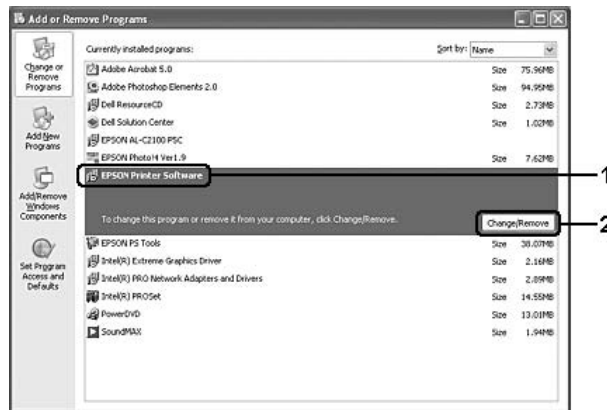 Add or Remove Programs
Change or
Remove
Programs
Add New
Programs
Add/Remove
Windows
Components
Set Program
Access and
Defaults
Currently installed programs:
Sort by: Name
Adobe Acrobat 5.0 Size 75.96MB
Adobe Photoshop Elements 2.0 Size 94.95MB
Dell ResourceCD Size 2.73MB
Dell Solution Center Size 1.02MB
EPSON AL-C2100 PSC
EPSON Photo!4 Ver1.9 Size 7.62MB
EPSON Printer Software 1
To change this program or remove it from your computer, click Change/Remove.
Change/Remove 2
EPSON PS Tools Size 38.07MB
Intel(R) Extreme Graphics Driver Size 2.16MB
Intel(R) PRO Network Adapters and Drivers Size 2.89MB
Intel(R) PROSet Size 14.55MB
PowerDVD Size 13.01MB
SoundMAX Size 1.94MB